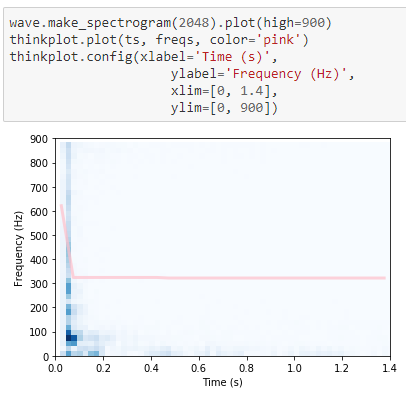 wave.make_spectrogram(2048).plot(high=900)
thinkplot.plot(ts, freqs, color='pink')
thinkplot.config(xlabel='Time (s)',
ylabel='Frequency (Hz)',
xlim=[0, 1.4],
ylim=[0, 900])
900
800
700
600
500
400
300
200
100
0
Frequency (Hz)
0.0 0.2 0.4 0.6 0.8 1.0 1.2 1.4
Time (s)